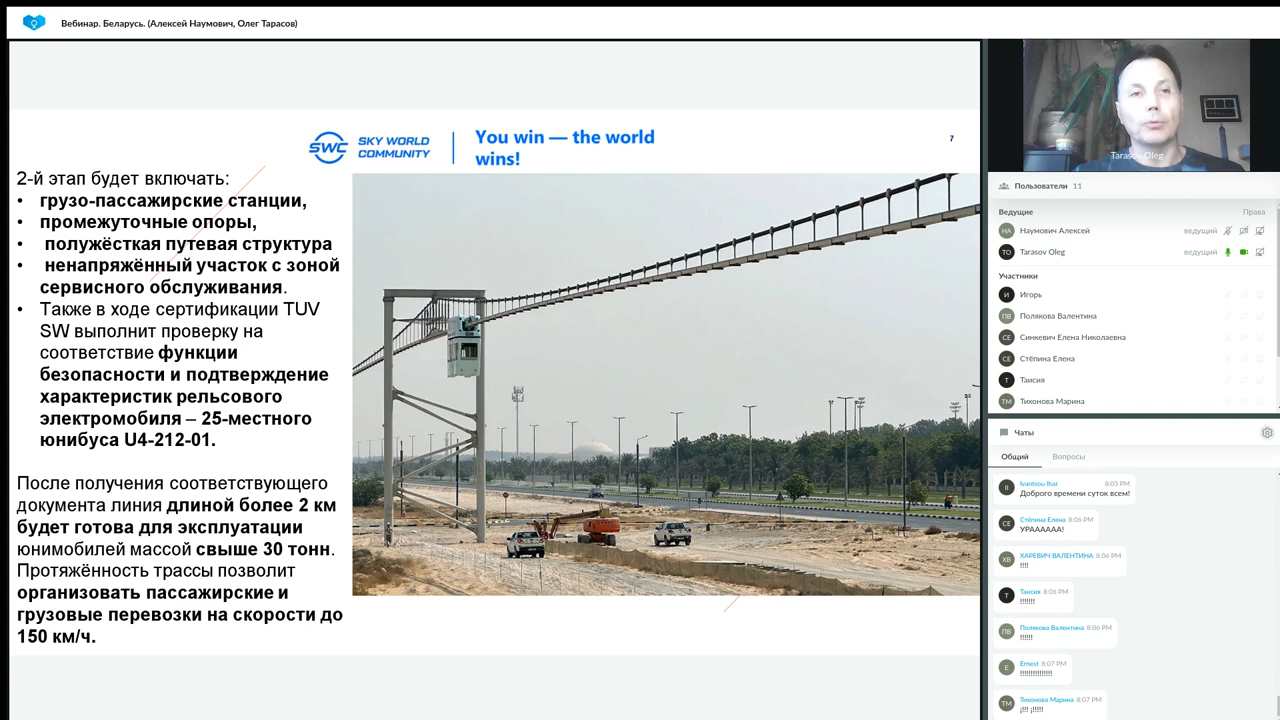 Вебинар. Беларусь. (Алексей Наумович, Олег Тарасов)
SWC
SKY WORLD
COMMUNITY
You win — the world
wins!
7
2-й этап будет включать:
• грузо-пассажирские станции,
• промежуточные опоры,
• полужёсткая путевая структура
• ненапряжённый участок с зоной
сервисного обслуживания.
• Также в ходе сертификации TUV
SW выполнит проверку на
соответствие функции
безопасности и подтверждение
характеристик рельсового
электромобиля – 25-местного
юнибуса U4-212-01.
После получения соответствующего
документа линия длиной более 2 км
будет готова для эксплуатации
юнимобилей массой свыше 30 тонн.
Протяжённость трассы позволит
организовать пассажирские и
грузовые перевозки на скорости до
150 км/ч.
Tarasov Oleg
Пользователи 11
Ведущие Права
НА Наумович Алексей ведущий
TO Tarasov Oleg ведущий
Участники
И Игорь
ПВ Полякова Валентина
СЕ Синкевич Елена Николаевна
СЕ Стёпина Елена
Т Таисия
ТМ Тихонова Марина
Чаты
Общий Вопросы
II Ivantsou Ihar 8:03 PM
Доброго времени суток всем!
СЕ Стёпина Елена 8:06 PM
УРАААААА!
ХВ ХАРЕВИЧ ВАЛЕНТИНА 8:06 PM
!!!!
Т Таисия 8:06 PM
!!!!!!!
ПВ Полякова Валентина 8:06 PM
!!!!!!
E Ernest 8:07 PM
!!!!!!!!!!!!!!!
ТМ Тихонова Марина 8:07 PM
¡!!! ¡!!!!!